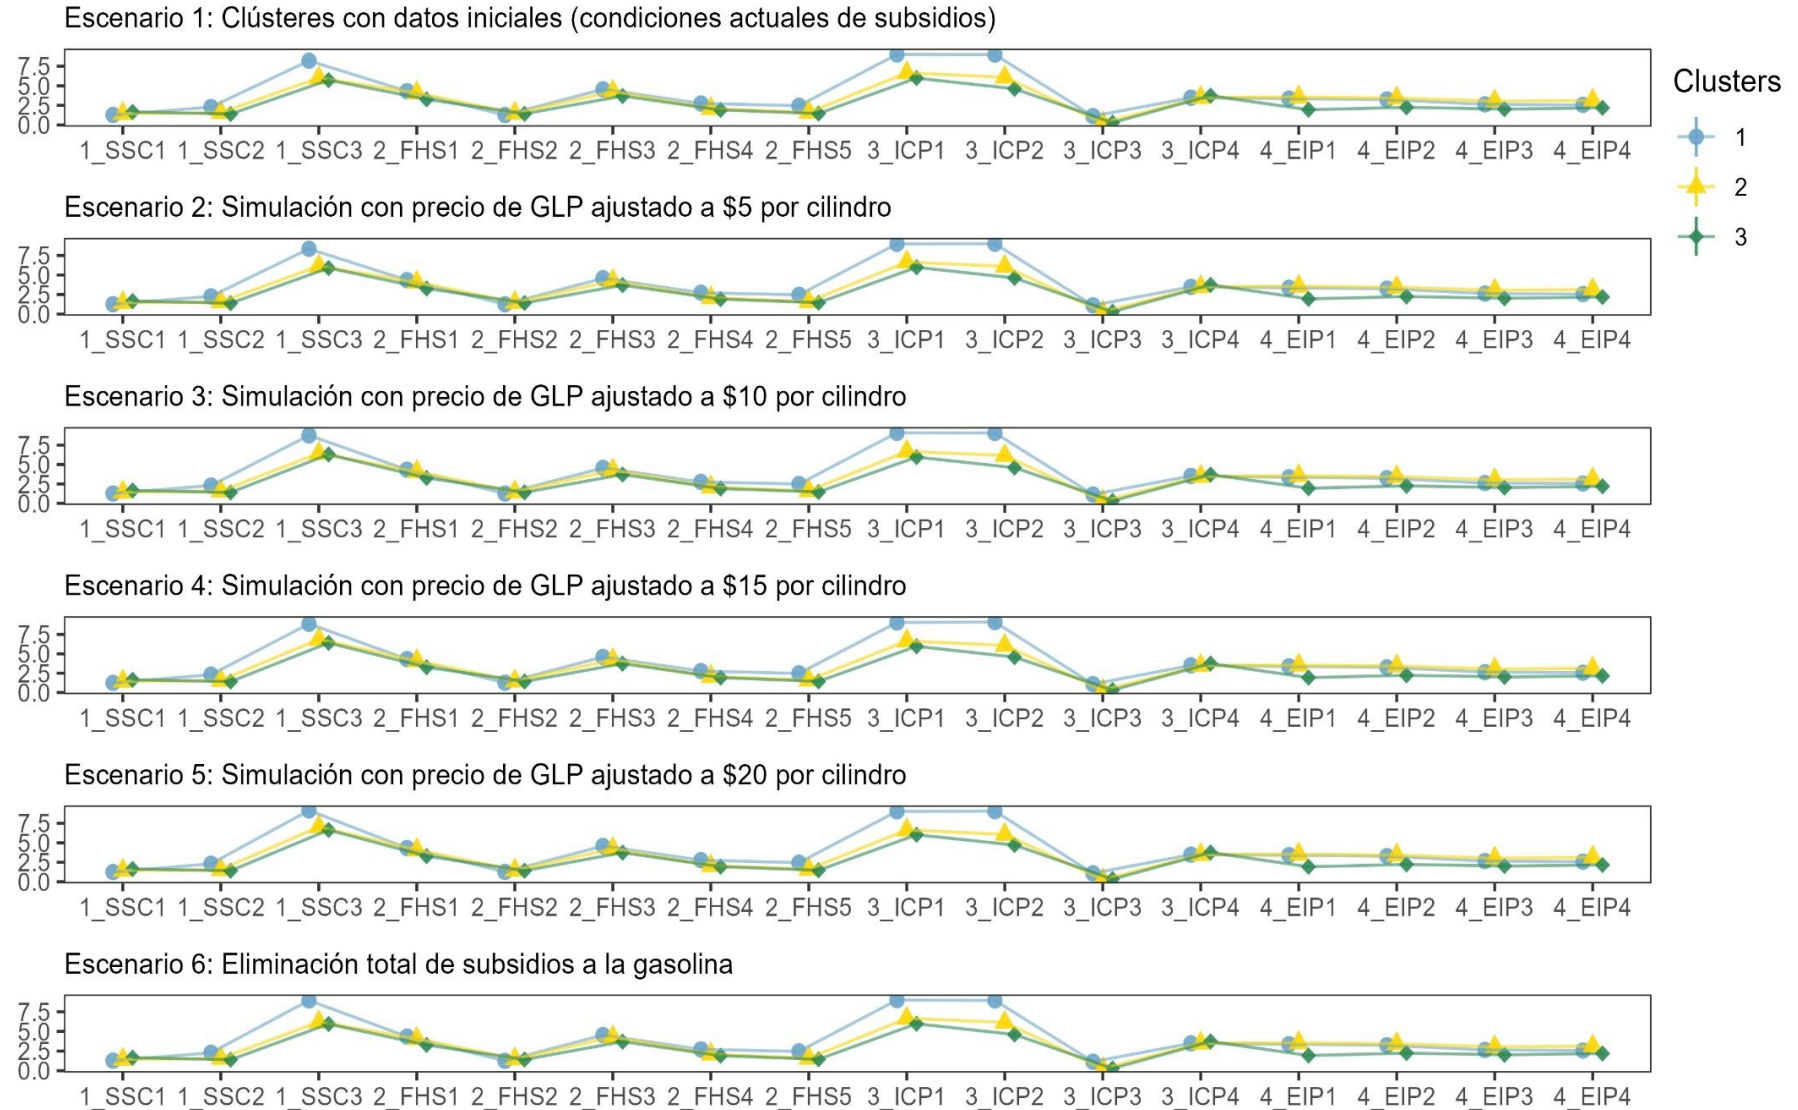 Escenario 1: Clústeres con datos iniciales (condiciones actuales de subsidios)
7.5
5.0
2.5
0.0
1_SSC1 1_SSC2 1_SSC3 2_FHS1 2_FHS2 2_FHS3 2_FHS4 2_FHS5 3_ICP1 3_ICP2 3_ICP3 3_ICP4 4_EIP1 4_EIP2 4_EIP3 4_EIP4
Clusters
1
2
3
Escenario 2: Simulación con precio de GLP ajustado a $5 por cilindro
7.5
5.0
2.5
0.0
1_SSC1 1_SSC2 1_SSC3 2_FHS1 2_FHS2 2_FHS3 2_FHS4 2_FHS5 3_ICP1 3_ICP2 3_ICP3 3_ICP4 4_EIP1 4_EIP2 4_EIP3 4_EIP4
Escenario 3: Simulación con precio de GLP ajustado a $10 por cilindro
7.5
5.0
2.5
0.0
1_SSC1 1_SSC2 1_SSC3 2_FHS1 2_FHS2 2_FHS3 2_FHS4 2_FHS5 3_ICP1 3_ICP2 3_ICP3 3_ICP4 4_EIP1 4_EIP2 4_EIP3 4_EIP4
Escenario 4: Simulación con precio de GLP ajustado a $15 por cilindro
7.5
5.0
2.5
0.0
1_SSC1 1_SSC2 1_SSC3 2_FHS1 2_FHS2 2_FHS3 2_FHS4 2_FHS5 3_ICP1 3_ICP2 3_ICP3 3_ICP4 4_EIP1 4_EIP2 4_EIP3 4_EIP4
Escenario 5: Simulación con precio de GLP ajustado a $20 por cilindro
7.5
5.0
2.5
0.0
1_SSC1 1_SSC2 1_SSC3 2_FHS1 2_FHS2 2_FHS3 2_FHS4 2_FHS5 3_ICP1 3_ICP2 3_ICP3 3_ICP4 4_EIP1 4_EIP2 4_EIP3 4_EIP4
Escenario 6: Eliminación total de subsidios a la gasolina
7.5
5.0
2.5
0.0
1_SSC1 1_SSC2 1_SSC3 2_FHS1 2_FHS2 2_FHS3 2_FHS4 2_FHS5 3_ICP1 3_ICP2 3_ICP3 3_ICP4 4_EIP1 4_EIP2 4_EIP3 4_EIP4